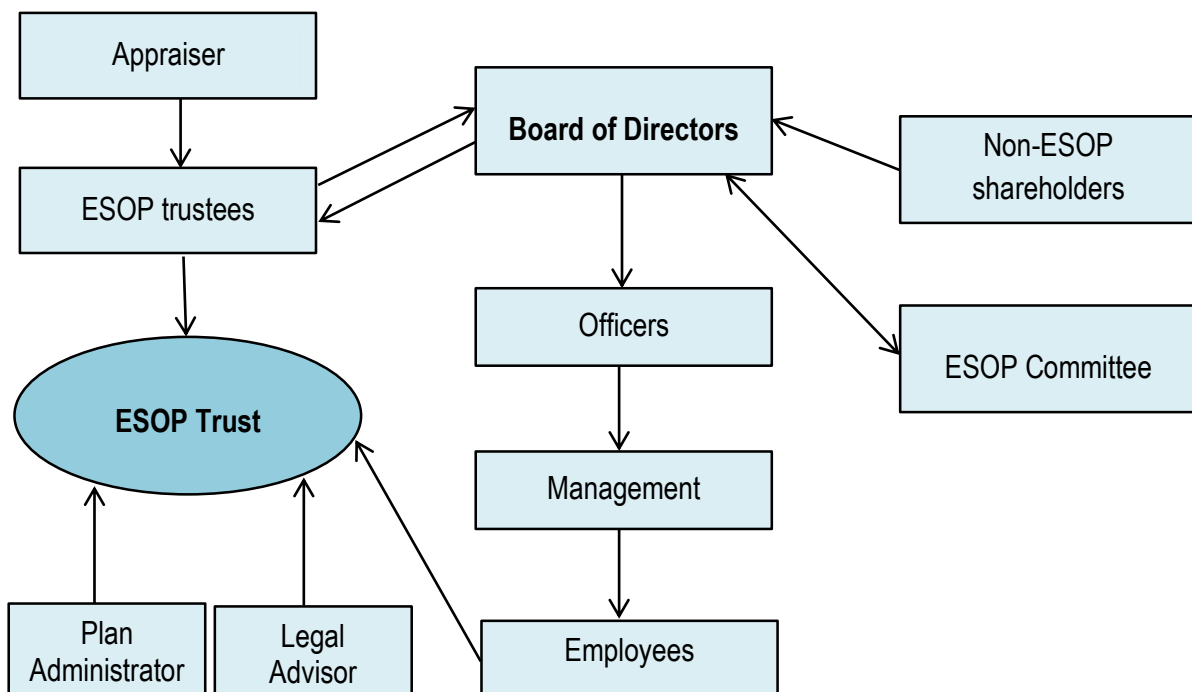 Appraiser
Board of Directors
Non-ESOP
shareholders
ESOP trustees
Officers
ESOP Committee
ESOP Trust
Management
Plan
Administrator
Legal
Advisor
Employees